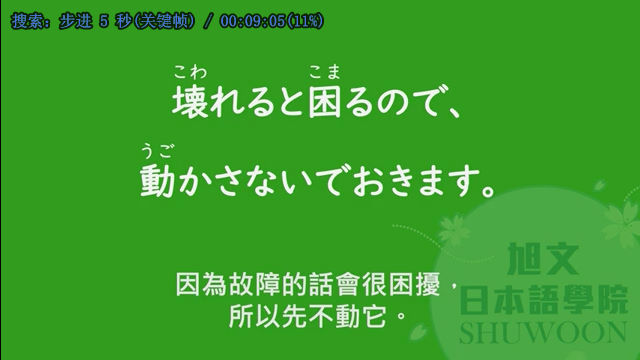 搜索: 步进 5 秒(关键帧) / 00:09:05(11%)
こわ こま
壊れると困るので、
うご
動かさないでおきます。
因為故障的話會很困擾，
所以先不動它。
旭文
日本語學院
SHUWOON